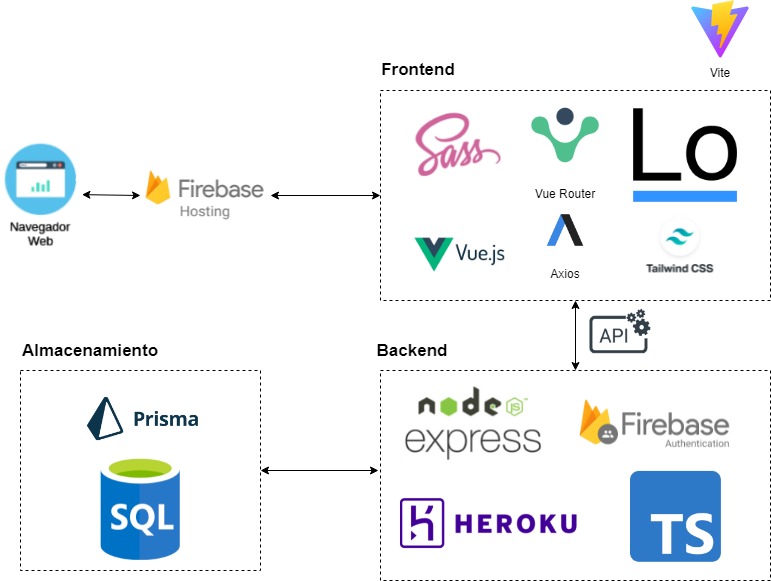 Vite
Frontend
Sass
Vue Router
Lo
Navegador
Web
Firebase
Hosting
Vue.js
Axios
Tailwind CSS
API
Almacenamiento
Backend
Prisma
SQL
node
JS
express
Firebase
Authentication
HEROKU
TS